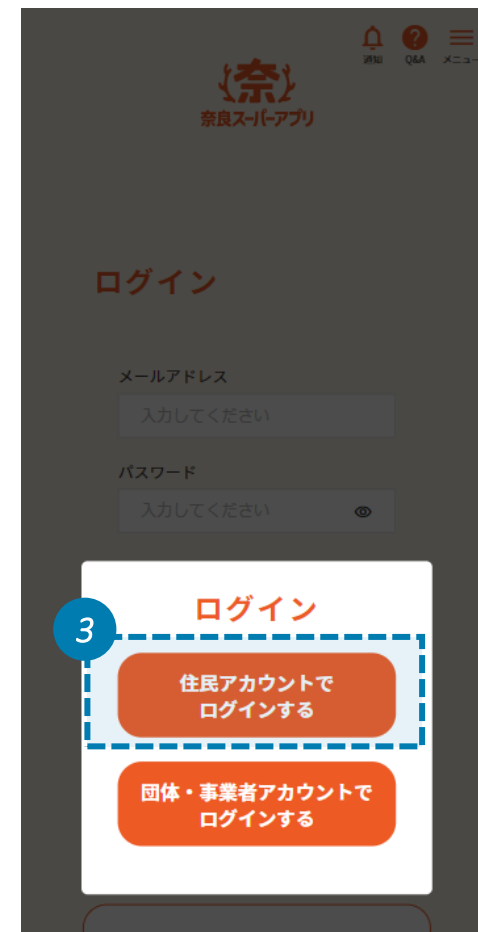 通知 Q&A メニュー
奈
奈良スーパーアプリ
ログイン
メールアドレス
入力してください
パスワード
入力してください
ログイン
3
住民アカウントで
ログインする
団体・事業者アカウントで
ログインする